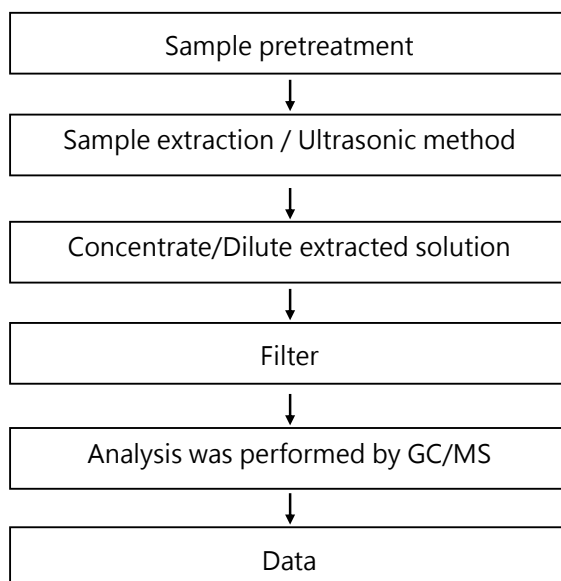 Sample pretreatment
Sample extraction / Ultrasonic method
Concentrate/Dilute extracted solution
Filter
Analysis was performed by GC/MS
Data